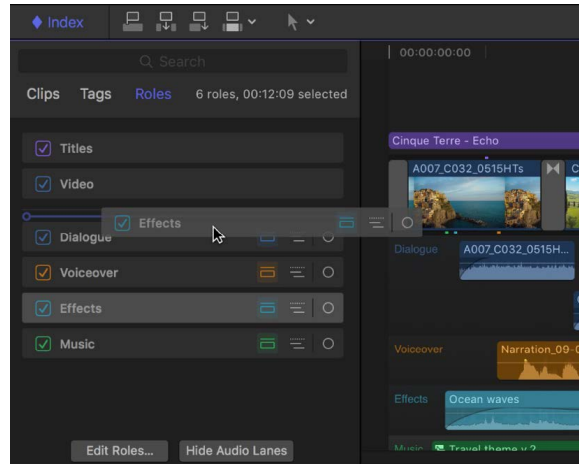 Index
Search
00:00:00:00
Clips Tags Roles 6 roles, 00:12:09 selected
Titles
Video
Effects
Dialogue
Voiceover
Effects
Music
Edit Roles... Hide Audio Lanes
Cinque Terre - Echo
A007_C032_0515HTs C
Dialogue A007_C032_0515H...
Voiceover Narration_09-0
Effects Ocean waves
Music Travel theme v.2